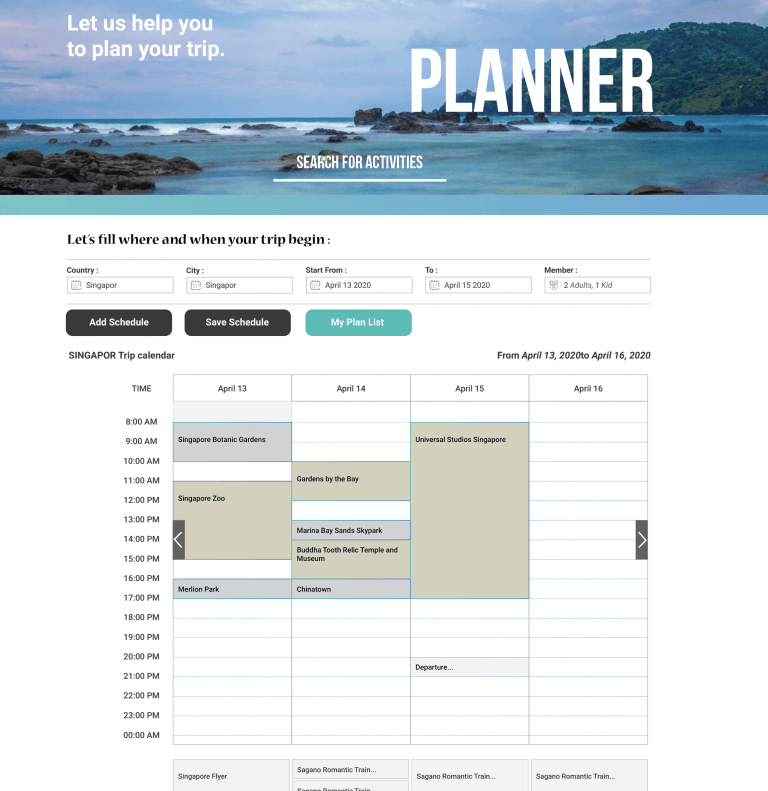 Let us help you
to plan your trip.
PLANNER
SEARCH FOR ACTIVITIES
Let's fill where and when your trip begin :
Country : City : Start From : To : Member :
Singapor Singapor April 13 2020 April 15 2020 2 Adults, 1 Kid
Add Schedule Save Schedule My Plan List
SINGAPOR Trip calendar From April 13, 2020to April 16, 2020
TIME April 13 April 14 April 15 April 16
8:00 AM
9:00 AM Singapore Botanic Gardens Universal Studios Singapore
10:00 AM
11:00 AM Gardens by the Bay
12:00 PM Singapore Zoo
13:00 PM
Marina Bay Sands Skypark
14:00 PM
Buddha Tooth Relic Temple and
15:00 PM Museum
16:00 PM
Merlion Park Chinatown
17:00 PM
18:00 PM
19:00 PM
20:00 PM
Departure...
21:00 PM
22:00 PM
23:00 PM
00:00 AM
Sagano Romantic Train...
Singapore Flyer Sagano Romantic Train... Sagano Romantic Train...
Sagano Romantic Train...